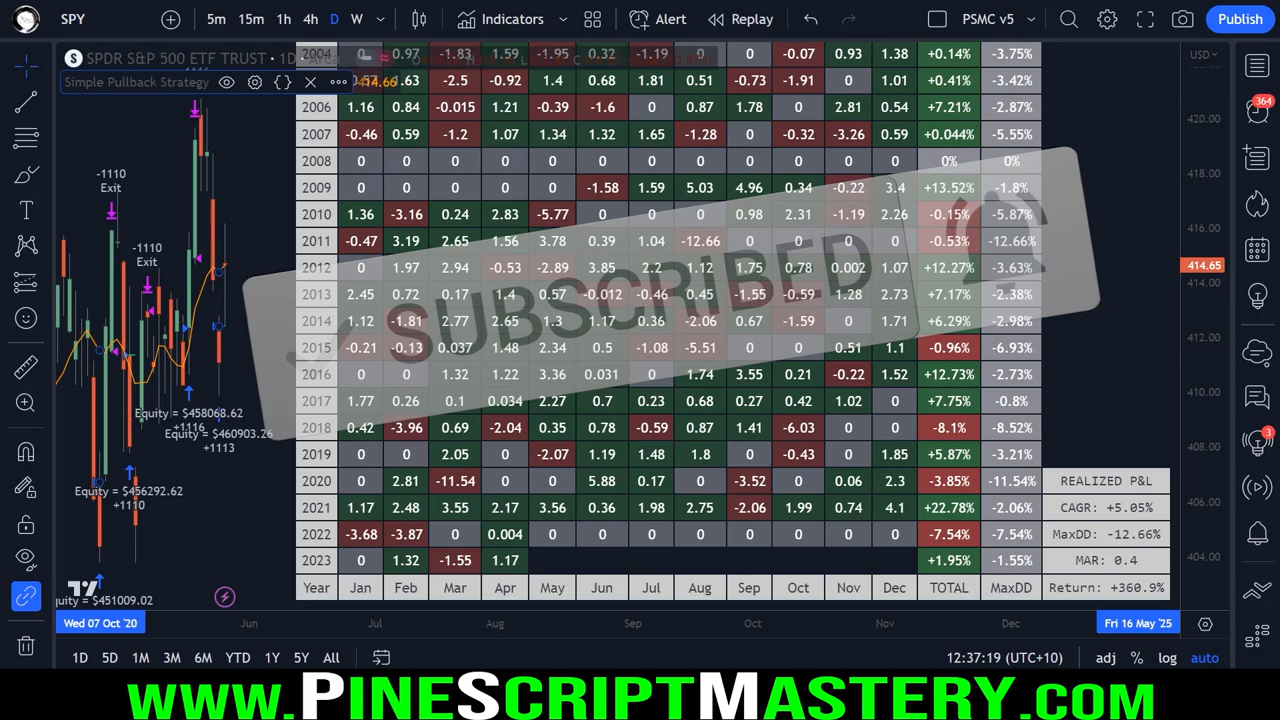 SPY 5m 15m 1h 4h D W Indicators Alert Replay PSMC v5 Publish
SPDR S&P 500 ETF TRUST · 1D · Arca
Simple Pullback Strategy 414.66
USD
2004 0 0.97 -1.83 1.59 -1.95 0.32 -1.19 0 0 -0.07 0.93 1.38 +0.14% -3.75%
1.63 -2.5 -0.92 1.4 0.68 1.81 0.51 -0.73 -1.91 0 1.01 +0.41% -3.42%
2006 1.16 0.84 -0.015 1.21 -0.39 -1.6 0 0.87 1.78 0 2.81 0.54 +7.21% -2.87%
2007 -0.46 0.59 -1.2 1.07 1.34 1.32 1.65 -1.28 0 -0.32 -3.26 0.59 +0.044% -5.55%
2008 0 0 0 0 0 0 0 0 0 0 0 0 0% 0%
2009 0 0 0 0 0 -1.58 1.59 5.03 4.96 0.34 -0.22 3.4 +13.52% -1.8%
2010 1.36 -3.16 0.24 2.83 -5.77 0 0 0 0.98 2.31 -1.19 2.26 -0.15% -5.87%
2011 -0.47 3.19 2.65 1.56 3.78 0.39 1.04 -12.66 0 0 0 0 -0.53% -12.66%
2012 0 1.97 2.94 -0.53 -2.89 3.85 2.2 1.12 1.75 0.78 0.002 1.07 +12.27% -3.63%
2013 2.45 0.72 0.17 1.4 0.57 -0.012 -0.46 0.45 -1.55 -0.59 1.28 2.73 +7.17% -2.38%
2014 1.12 -1.81 2.77 2.65 1.3 1.17 0.36 -2.06 0.67 -1.59 0 1.71 +6.29% -2.98%
2015 -0.21 -0.13 0.037 1.48 2.34 0.5 -1.08 -5.51 0 0 0.51 1.1 -0.96% -6.93%
2016 0 0 1.32 1.22 3.36 0.031 0 1.74 3.55 0.21 -0.22 1.52 +12.73% -2.73%
2017 1.77 0.26 0.1 0.034 2.27 0.7 0.23 0.68 0.27 0.42 1.02 0 +7.75% -0.8%
2018 0.42 -3.96 0.69 -2.04 0.35 0.78 -0.59 0.87 1.41 -6.03 0 0 -8.1% -8.52%
2019 0 0 2.05 0 -2.07 1.19 1.48 1.8 0 -0.43 0 1.85 +5.87% -3.21%
2020 0 2.81 -11.54 0 0 5.88 0.17 0 -3.52 0 0.06 2.3 -3.85% -11.54% REALIZED P&L
2021 1.17 2.48 3.55 2.17 3.56 0.36 1.98 2.75 -2.06 1.99 0.74 4.1 +22.78% -2.06% CAGR: +5.05%
2022 -3.68 -3.87 0 0.004 0 0 0 0 0 0 0 0 -7.54% -7.54% MaxDD: -12.66%
2023 0 1.32 -1.55 1.17 +1.95% -1.55% MAR: 0.4
Year Jan Feb Mar Apr May Jun Jul Aug Sep Oct Nov Dec TOTAL MaxDD Return: +360.9%
SUBSCRIBED
-1110
Exit
-1110
Exit
Equity = $458068.62
+1116
Equity = $460903.26
+1113
Equity = $456292.62
+1110
quity = $451009.02
420.00
418.00
416.00
414.65
414.00
412.00
410.00
408.00
406.00
404.00
364
3
Wed 07 Oct '20 Jun Jul Aug Sep Oct Nov Dec Fri 16 May '25
1D 5D 1M 3M 6M YTD 1Y 5Y All 12:37:19 (UTC+10) adj % log auto
www.PineScriptMastery.com